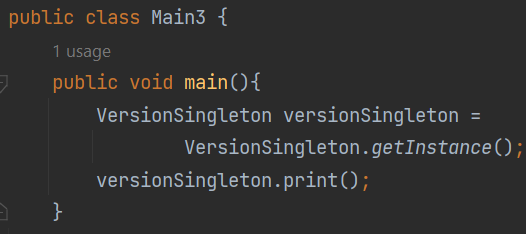 public class Main3 {
1 usage
public void main(){
VersionSingleton versionSingleton =
VersionSingleton.getInstance();
versionSingleton.print();
}